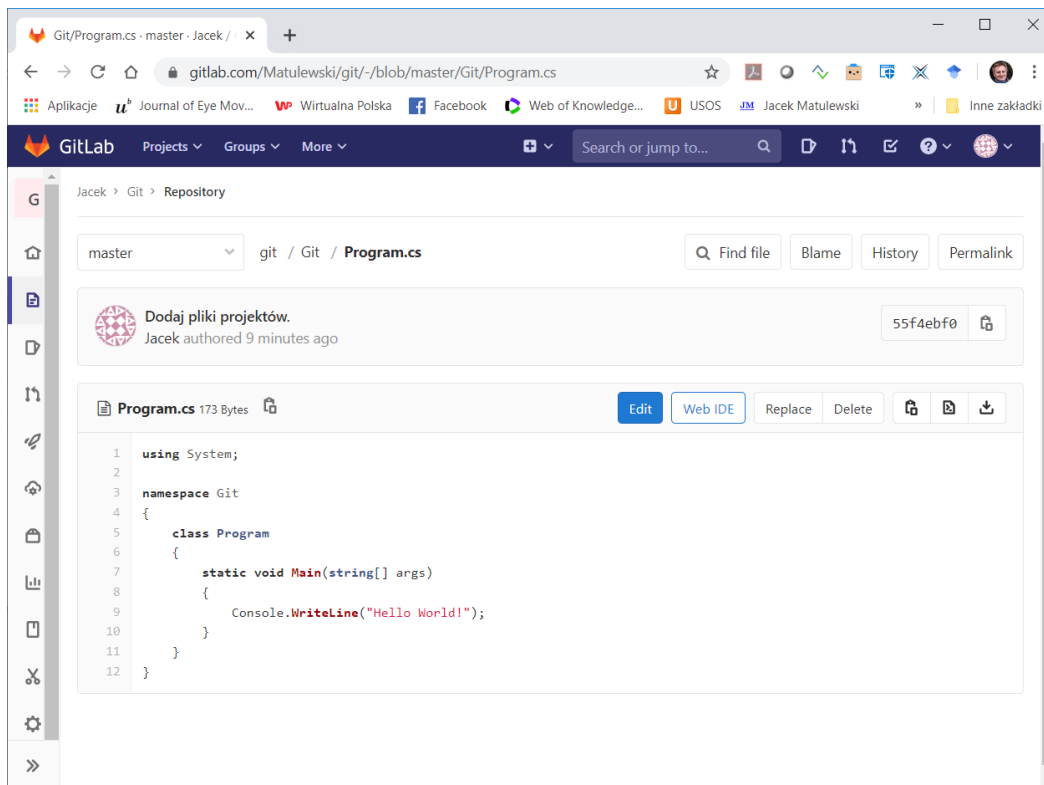 Git/Program.cs · master · Jacek /
gitlab.com/Matulewski/git/-/blob/master/Git/Program.cs
Aplikacje
Journal of Eye Mov...
Wirtualna Polska
Facebook
Web of Knowledge...
USOS
JM Jacek Matulewski
»
Inne zakładki
GitLab
Projects
Groups
More
Search or jump to...
G
Jacek > Git > Repository
master
git / Git / Program.cs
Find file
Blame
History
Permalink
Dodaj pliki projektów.
Jacek authored 9 minutes ago
55f4ebf0
Program.cs 173 Bytes
Edit
Web IDE
Replace
Delete
1 using System;
2
3 namespace Git
4 {
5     class Program
6     {
7         static void Main(string[] args)
8         {
9             Console.WriteLine("Hello World!");
10         }
11     }
12 }